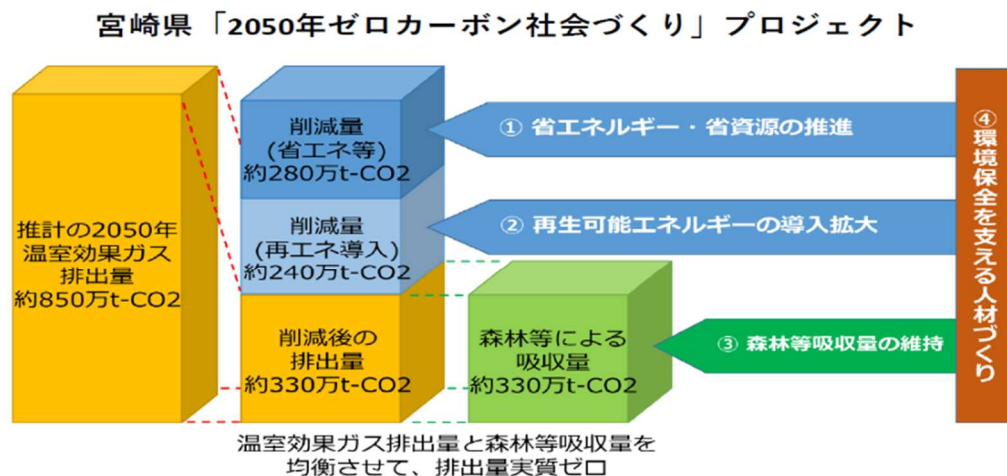 宮崎県「2050年ゼロカーボン社会づくり」プロジェクト
推計の2050年
温室効果ガス
排出量
約850万t-CO2
削減量
(省エネ等)
約280万t-CO2
削減量
(再エネ導入)
約240万t-CO2
削減後の
排出量
約330万t-CO2
森林等による
吸収量
約330万t-CO2
① 省エネルギー・省資源の推進
② 再生可能エネルギーの導入拡大
③ 森林等吸収量の維持
④環境保全を支える人材づくり
温室効果ガス排出量と森林等吸収量を
均衡させて、排出量実質ゼロ